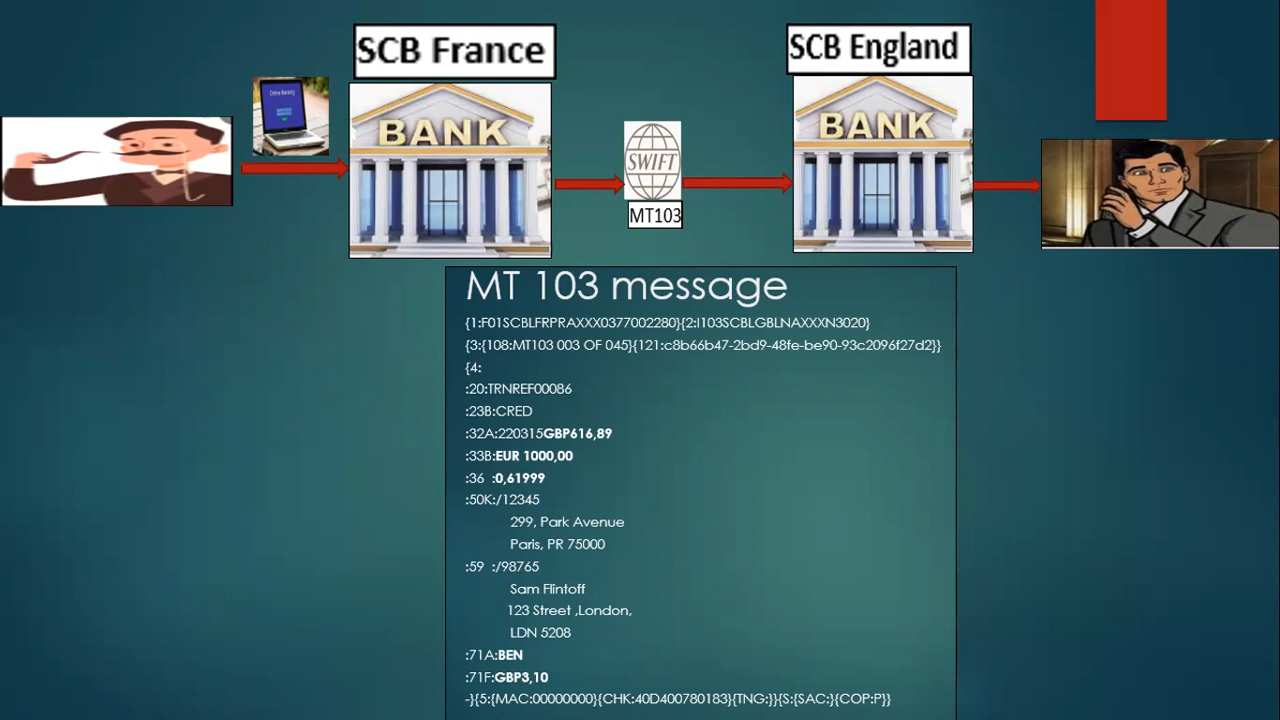 SCB France
SCB England
Online Banking
BANK
BANK
SWIFT
MT103
MT 103 message
{1:F01SCBLFRPRAXXX0377002280}{2:I103SCBLGBLNAXXXN3020}
{3:{108:MT103 003 OF 045}{121:c8b66b47-2bd9-48fe-be90-93c2096f27d2}}
{4:
:20:TRNREF00086
:23B:CRED
:32A:220315GBP616,89
:33B:EUR 1000,00
:36 :0,61999
:50K:/12345
299, Park Avenue
Paris, PR 75000
:59 :/98765
Sam Flintoff
123 Street ,London,
LDN 5208
:71A:BEN
:71F:GBP3,10
-}{5:{MAC:00000000}{CHK:40D400780183}{TNG:}}{S:{SAC:}{COP:P}}